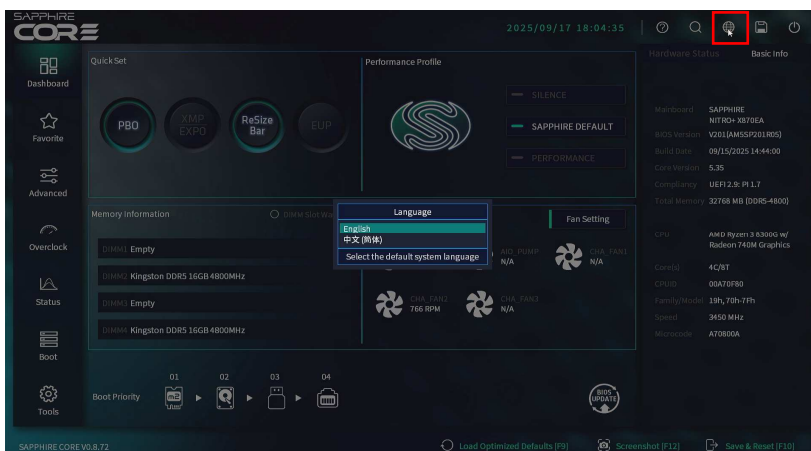 SAPPHIRE
CORE
2025/09/17 18:04:35
Hardware Status
Basic Info
Dashboard
Favorite
Advanced
Overclock
Status
Boot
Tools
Quick Set
PBO
XMP
EXPO
ReSize
Bar
EUP
Performance Profile
SILENCE
SAPPHIRE DEFAULT
PERFORMANCE
Memory Information
DIMM Slot Wa
DIMM1 Empty
DIMM2 Kingston DDR5 16GB 4800MHz
DIMM3 Empty
DIMM4 Kingston DDR5 16GB 4800MHz
Language
English
中文 (简体)
Select the default system language
Fan Setting
AIO_PUMP
N/A
CHA_FAN1
N/A
CHA_FAN2
766 RPM
CHA_FAN3
N/A
Boot Priority
01
02
03
04
BIOS
UPDATE
Mainboard SAPPHIRE
NITRO+ X870EA
BIOS Version V201(AM5SP201R05)
Build Date 09/15/2025 14:44:00
Core Version 5.35
Compliancy UEFI 2.9: PI 1.7
Total Memory 32768 MB (DDR5-4800)
CPU AMD Ryzen 3 8300G w/
Radeon 740M Graphics
Core(s) 4C/8T
CPUID 00A70F80
Family/Model 19h, 70h-7Fh
Speed 3450 MHz
Microcode A70800A
SAPPHIRE CORE V0.8.72
Load Optimized Defaults [F9]
Screenshot [F12]
Save & Reset [F10]